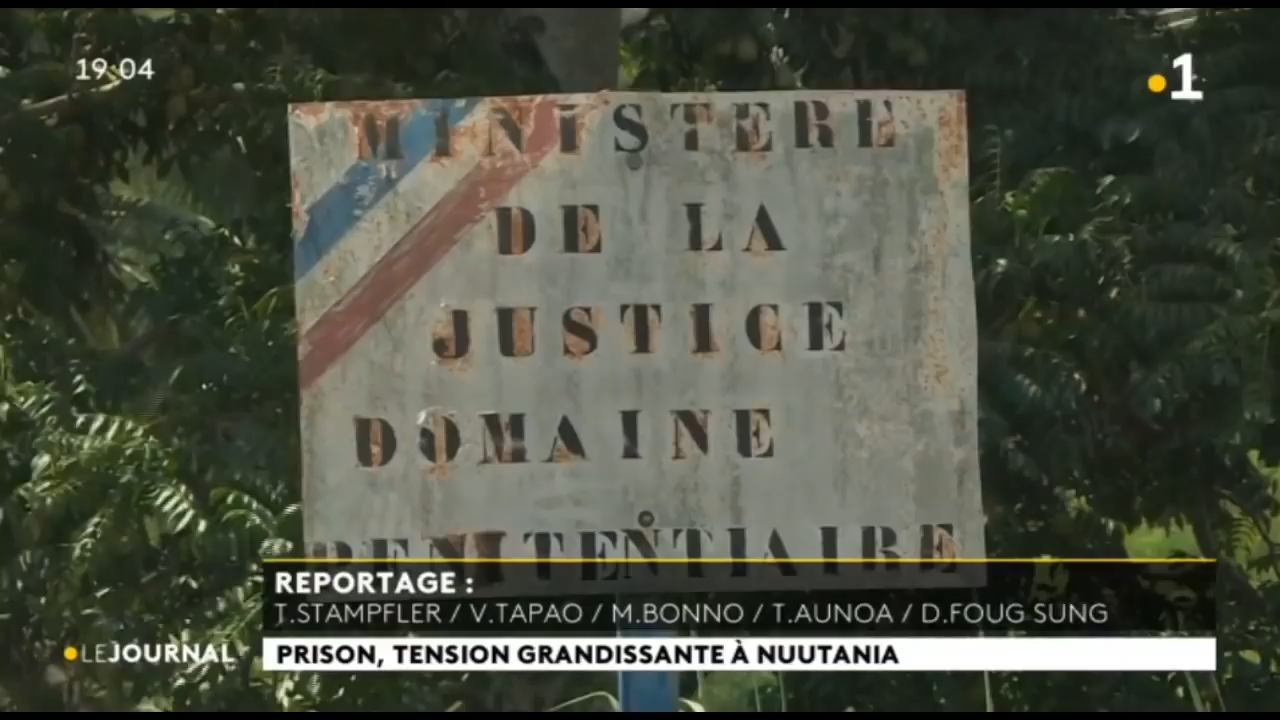 19:04
1
MINISTERE
DE LA
JUSTICE
DOMAINE
PENITENTIAIRE
REPORTAGE :
T.STAMPFLER / V.TAPAO / M.BONNO / T.AUNOA / D.FOUG SUNG
LEJOURNAL
PRISON, TENSION GRANDISSANTE À NUUTANIA